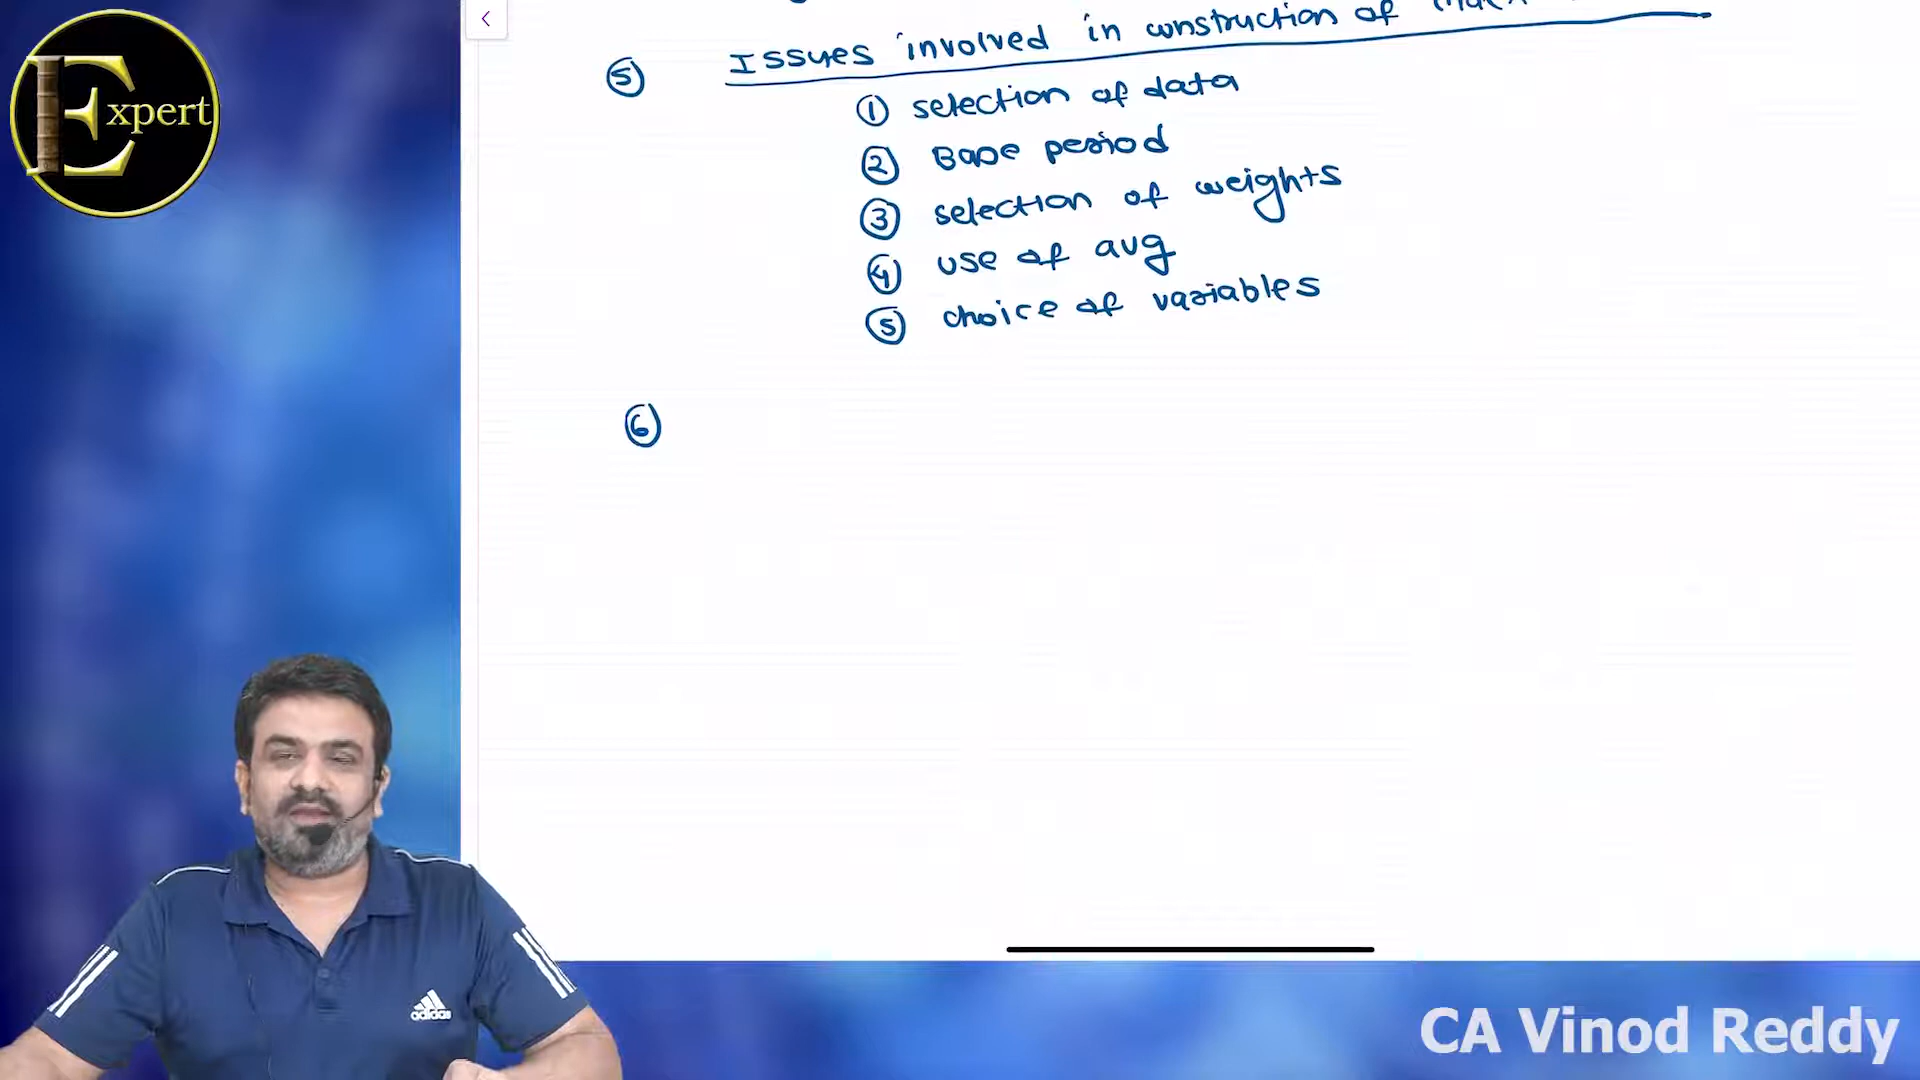 Expert
⑤ Issues involved in construction of
① selection of data
② Base period
③ selection of weights
④ use of avg
⑤ choice of variables
⑥
adidas
CA Vinod Reddy